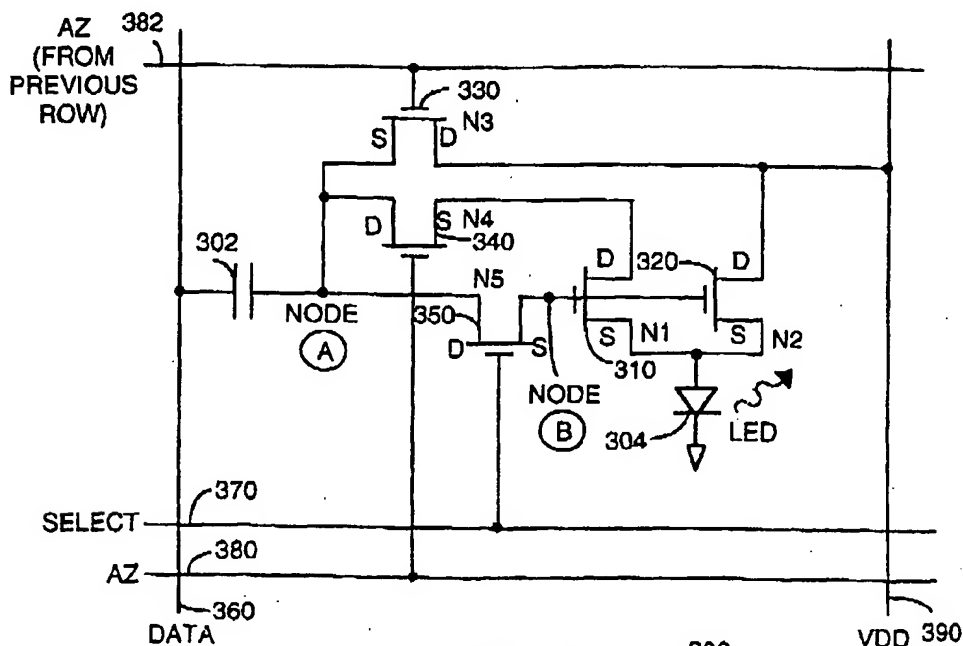 AZ
(FROM
PREVIOUS
ROW)
382
330
N3
S D
D S N4
340
302
NODE
A
N5
350
D S
NODE
B
320
D D
S N1
S N2
310
304
LED
SELECT
370
AZ
380
360
DATA
VDD
390